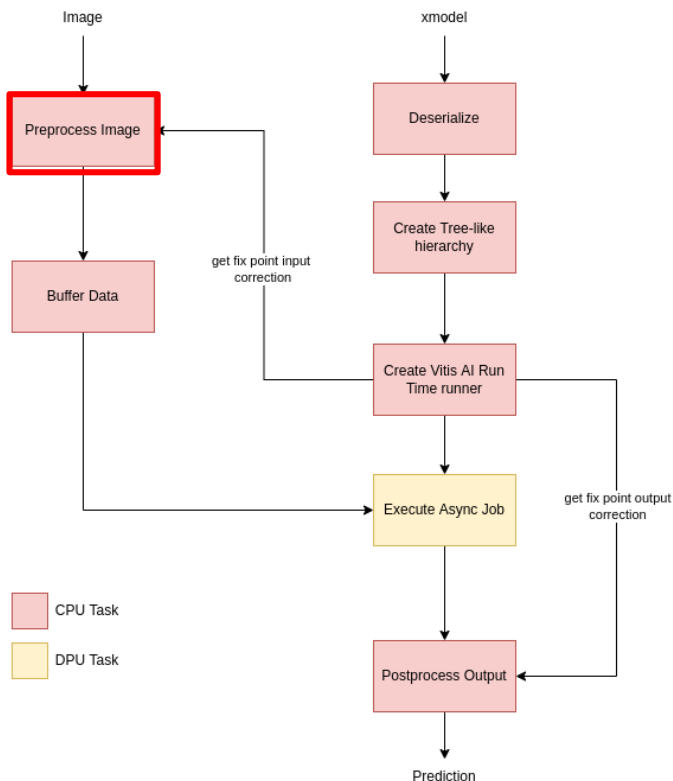 Image
xmodel
Preprocess Image
Deserialize
Create Tree-like
hierarchy
get fix point input
correction
Buffer Data
Create Vitis AI Run
Time runner
get fix point output
correction
Execute Async Job
CPU Task
DPU Task
Postprocess Output
Prediction